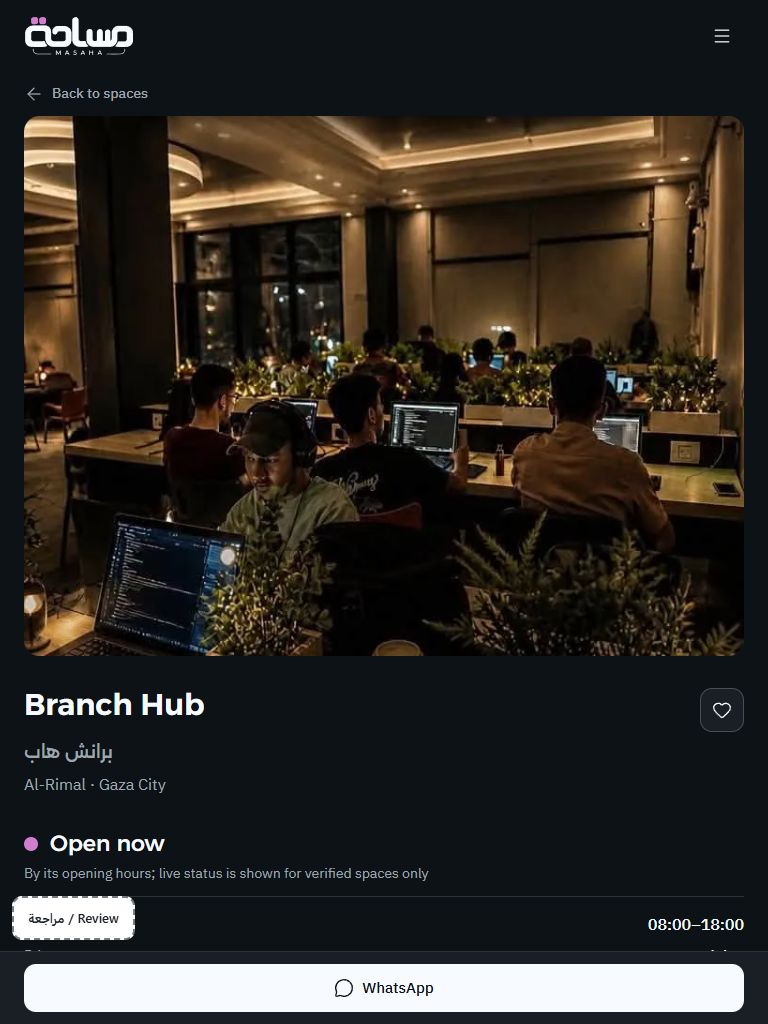 مساحة
MASAHA
Back to spaces
Branch Hub
برانش هاب
Al-Rimal · Gaza City
Open now
By its opening hours; live status is shown for verified spaces only
مراجعة / Review
08:00–18:00
WhatsApp